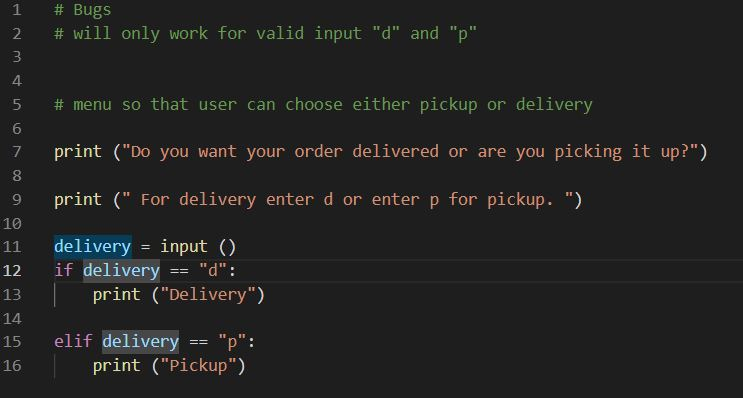 1 # Bugs
2 # will only work for valid input "d" and "p"
3
4
5 # menu so that user can choose either pickup or delivery
6
7 print ("Do you want your order delivered or are you picking it up?")
8
9 print (" For delivery enter d or enter p for pickup. ")
10
11 delivery = input ()
12 if delivery == "d":
13     print ("Delivery")
14
15 elif delivery == "p":
16     print ("Pickup")